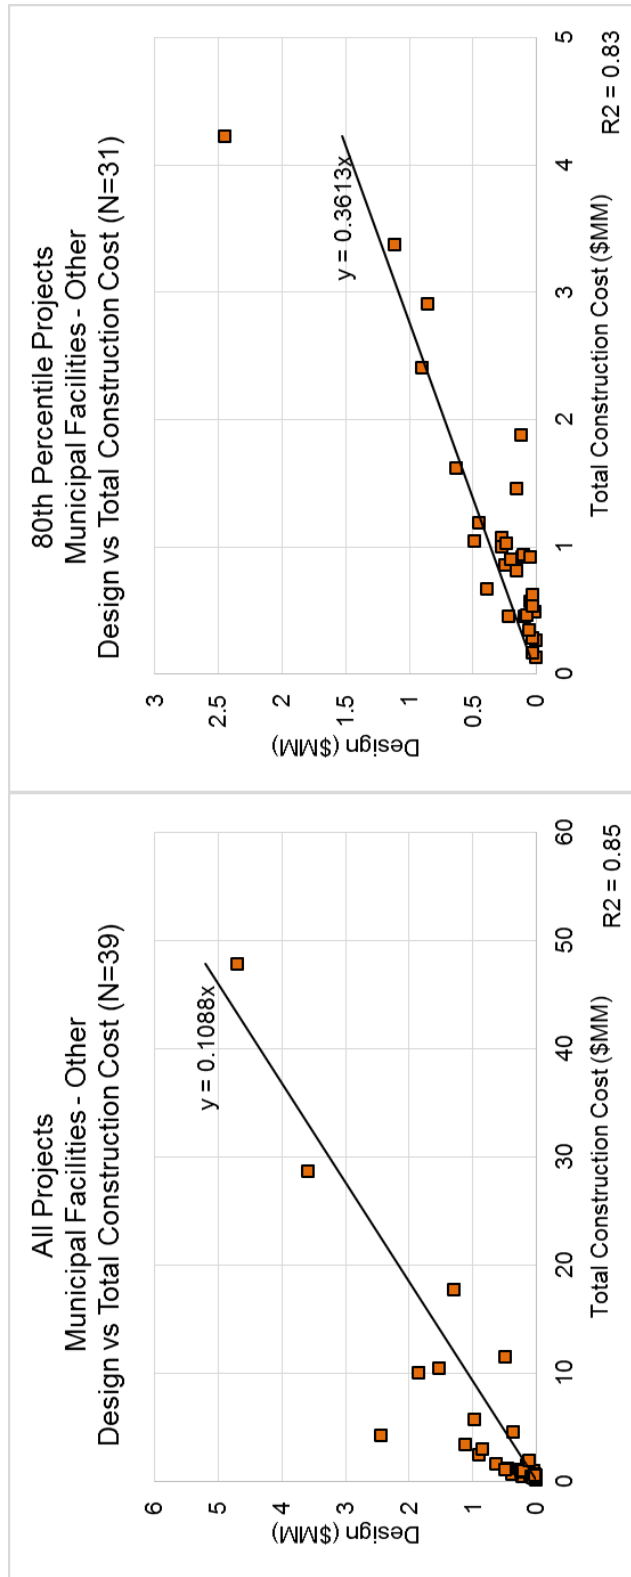 All Projects
Municipal Facilities - Other
Design vs Total Construction Cost (N=39)
Design ($MM)
6
5
4
3
2
1
0
y = 0.1088x
0
10
20
30
40
50
60
Total Construction Cost ($MM)
R2 = 0.85
80th Percentile Projects
Municipal Facilities - Other
Design vs Total Construction Cost (N=31)
Design ($MM)
3
2.5
2
1.5
1
0.5
0
y = 0.3613x
0
1
2
3
4
5
Total Construction Cost ($MM)
R2 = 0.83